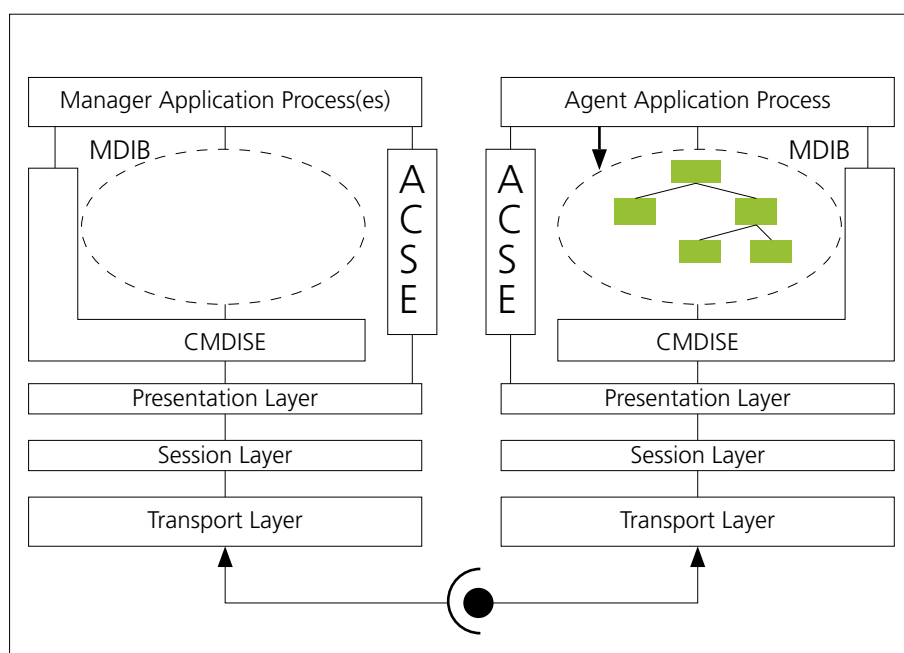 Manager Application Process(es)
Agent Application Process
MDIB
MDIB
A
C
S
E
A
C
S
E
CMDISE
CMDISE
Presentation Layer
Presentation Layer
Session Layer
Session Layer
Transport Layer
Transport Layer